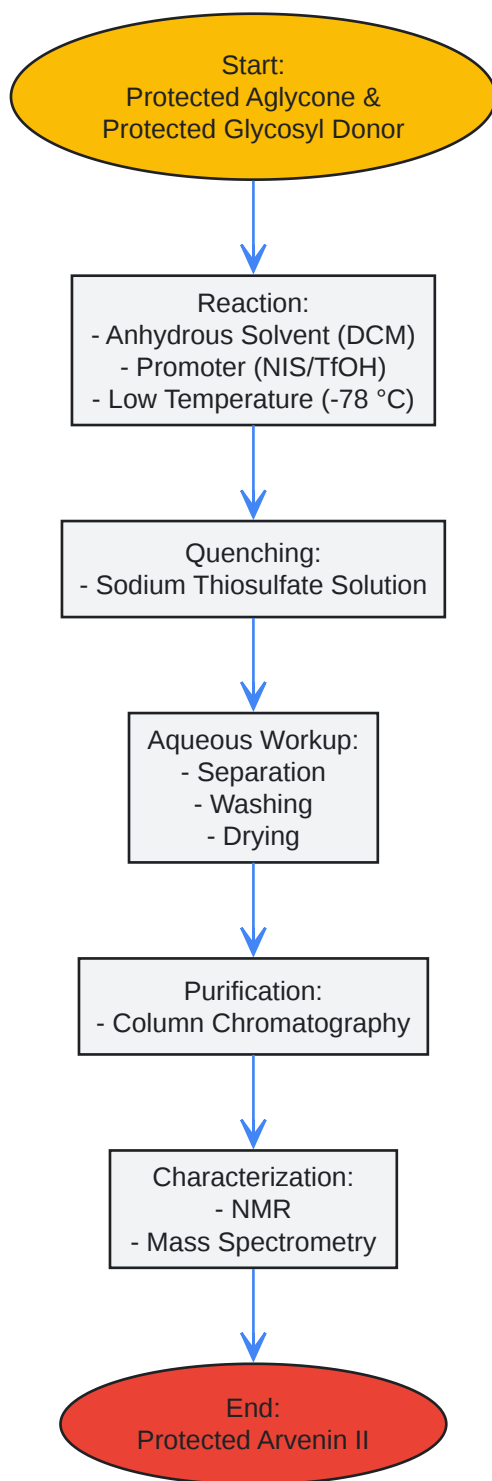 Start:
Protected Aglycone &
Protected Glycosyl Donor
Reaction:
- Anhydrous Solvent (DCM)
- Promoter (NIS/TfOH)
- Low Temperature (-78 °C)
Quenching:
- Sodium Thiosulfate Solution
Aqueous Workup:
- Separation
- Washing
- Drying
Purification:
- Column Chromatography
Characterization:
- NMR
- Mass Spectrometry
End:
Protected Arvenin II